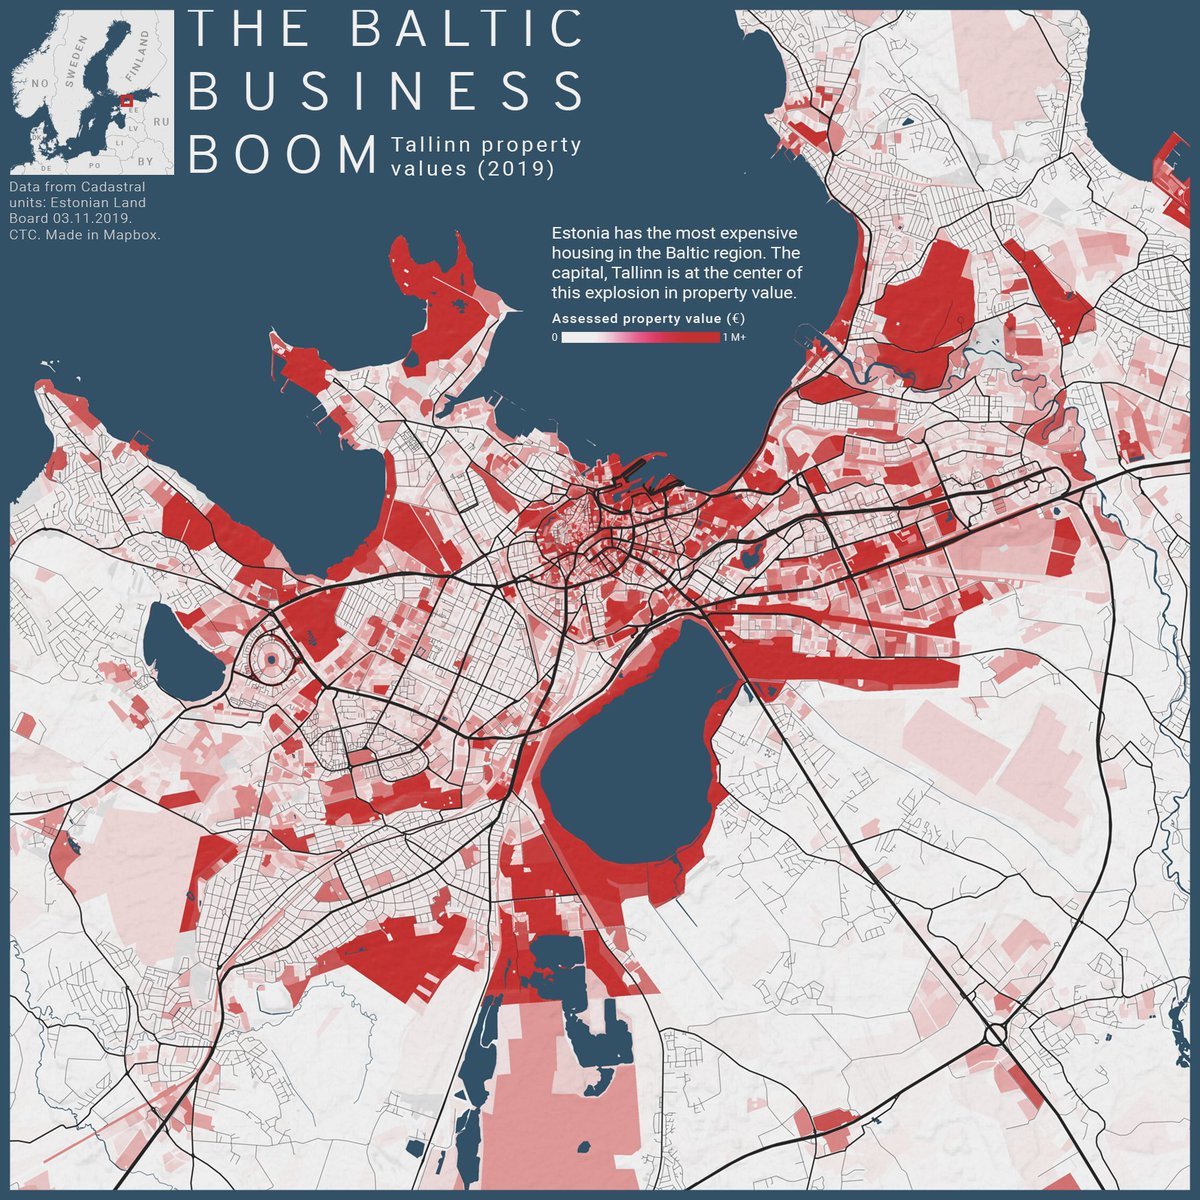 THE BALTIC
BUSINESS
BOOM
Tallinn property
values (2019)
NO
SWEDEN
FINLAND
EE
RU
LV
LI
DE
PO
BY
Data from Cadastral
units: Estonian Land
Board 03.11.2019.
CTC. Made in Mapbox.
Estonia has the most expensive
housing in the Baltic region. The
capital, Tallinn is at the center of
this explosion in property value.
Assessed property value (€)
0
1 M+